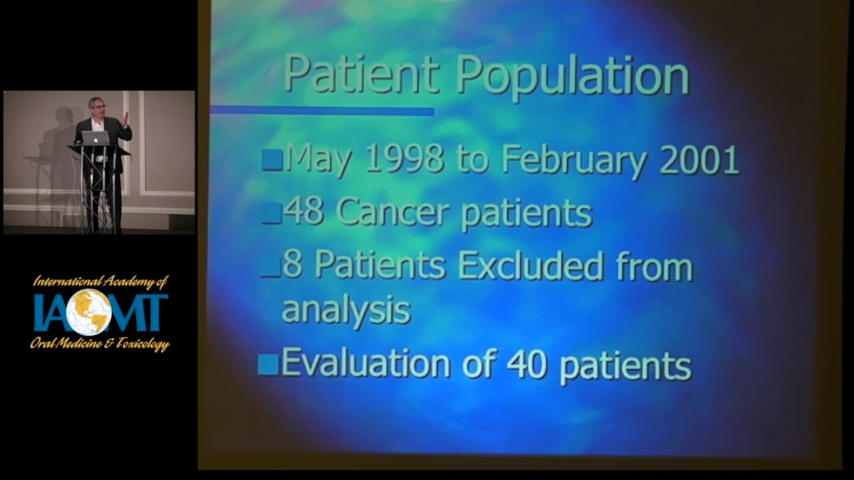 Patient Population
May 1998 to February 2001
48 Cancer patients
8 Patients Excluded from
analysis
Evaluation of 40 patients
International Academy of
IAOMT
Oral Medicine & Toxicology